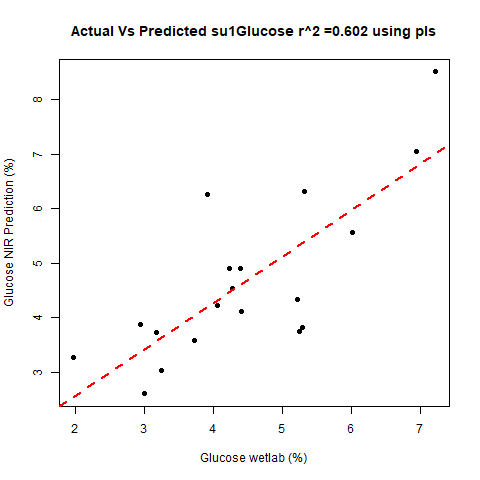 Actual Vs Predicted su1Glucose r^2 =0.602 using pls
Glucose NIR Prediction (%)
8
7
6
5
4
3
2 3 4 5 6 7
Glucose wetlab (%)